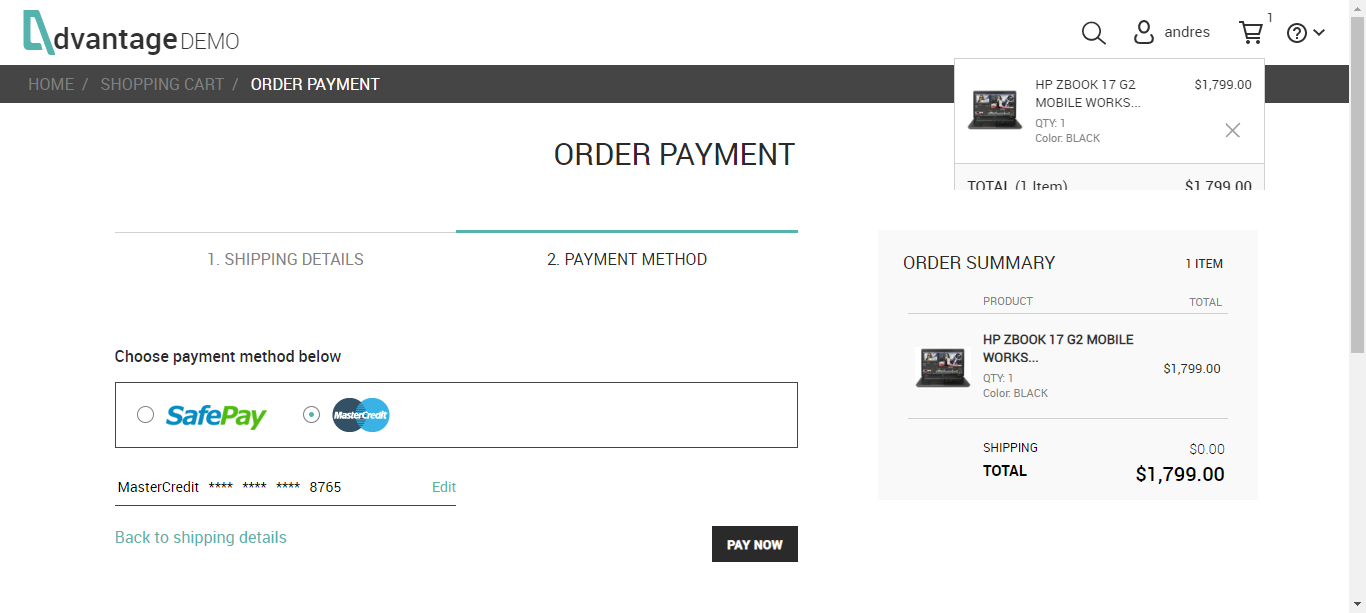 Advantage DEMO
andres
1
?
HOME / SHOPPING CART / ORDER PAYMENT
HP ZBOOK 17 G2
MOBILE WORKS...
$1,799.00
QTY: 1
Color: BLACK
TOTAL (1 Item) $1,799.00
ORDER PAYMENT
1. SHIPPING DETAILS
2. PAYMENT METHOD
Choose payment method below
SafePay
MasterCredit
MasterCredit **** **** **** 8765
Edit
Back to shipping details
PAY NOW
ORDER SUMMARY
1 ITEM
PRODUCT TOTAL
HP ZBOOK 17 G2 MOBILE
WORKS...
QTY: 1
Color: BLACK
$1,799.00
SHIPPING $0.00
TOTAL $1,799.00